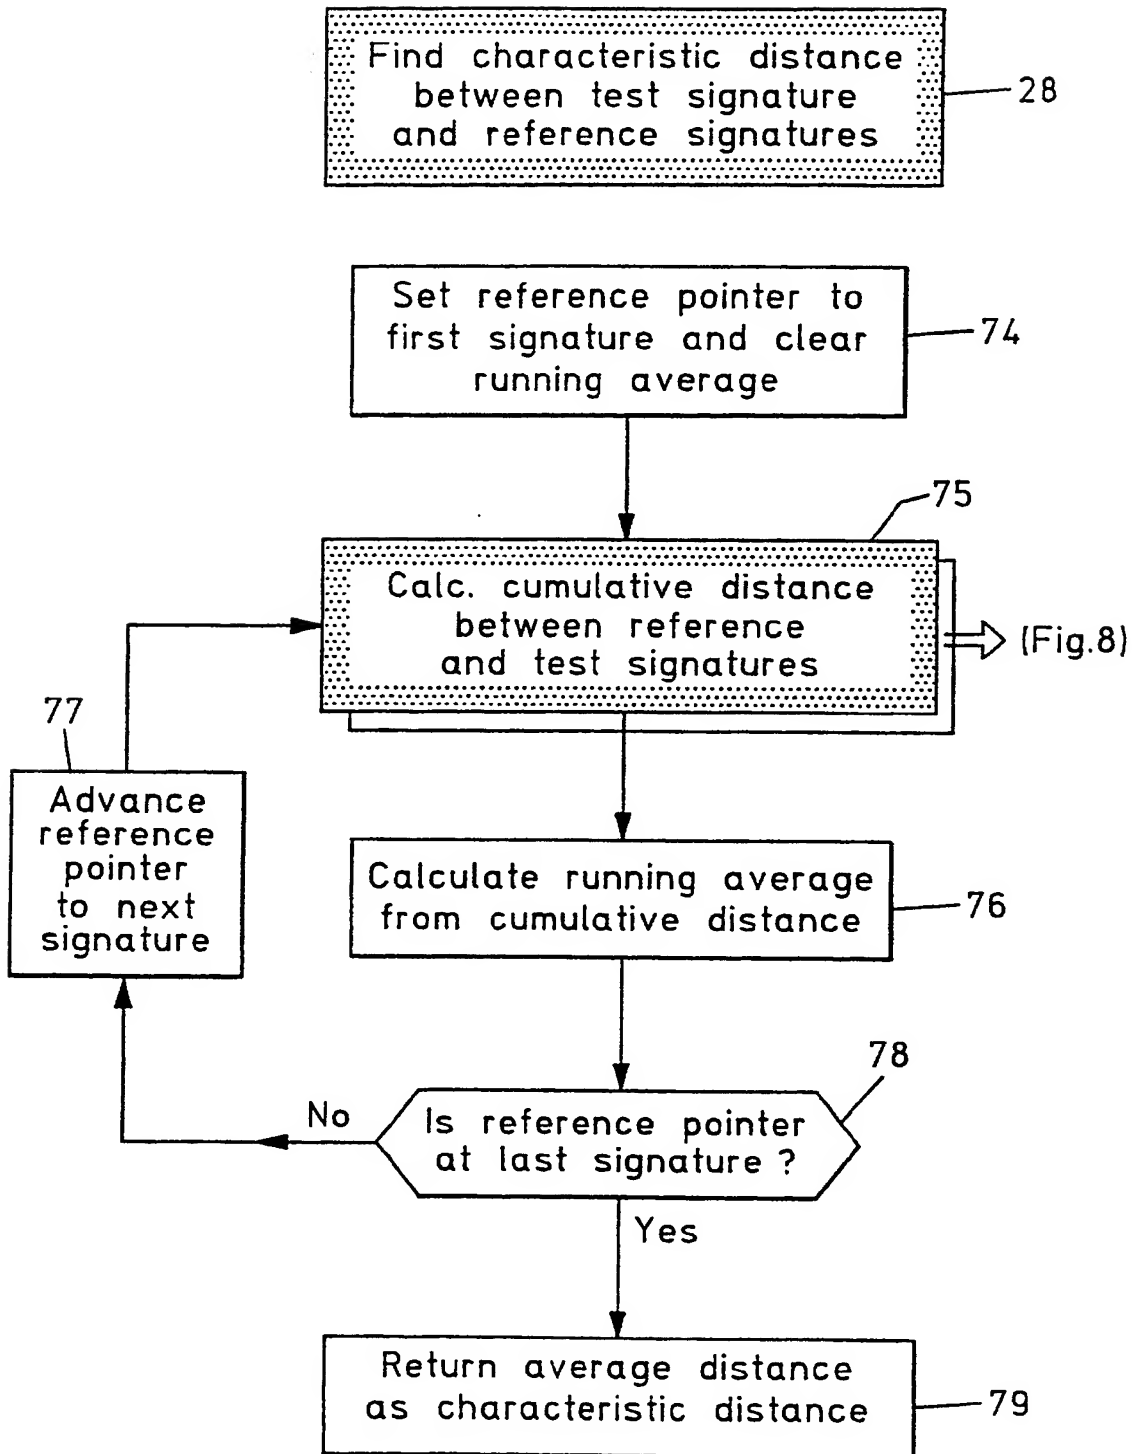 Find characteristic distance
between test signature
and reference signatures
28
Set reference pointer to
first signature and clear
running average
74
75
Calc. cumulative distance
between reference
and test signatures
(Fig.8)
77
Advance
reference
pointer
to next
signature
Calculate running average
from cumulative distance
76
78
Is reference pointer
at last signature ?
No
Yes
Return average distance
as characteristic distance
79